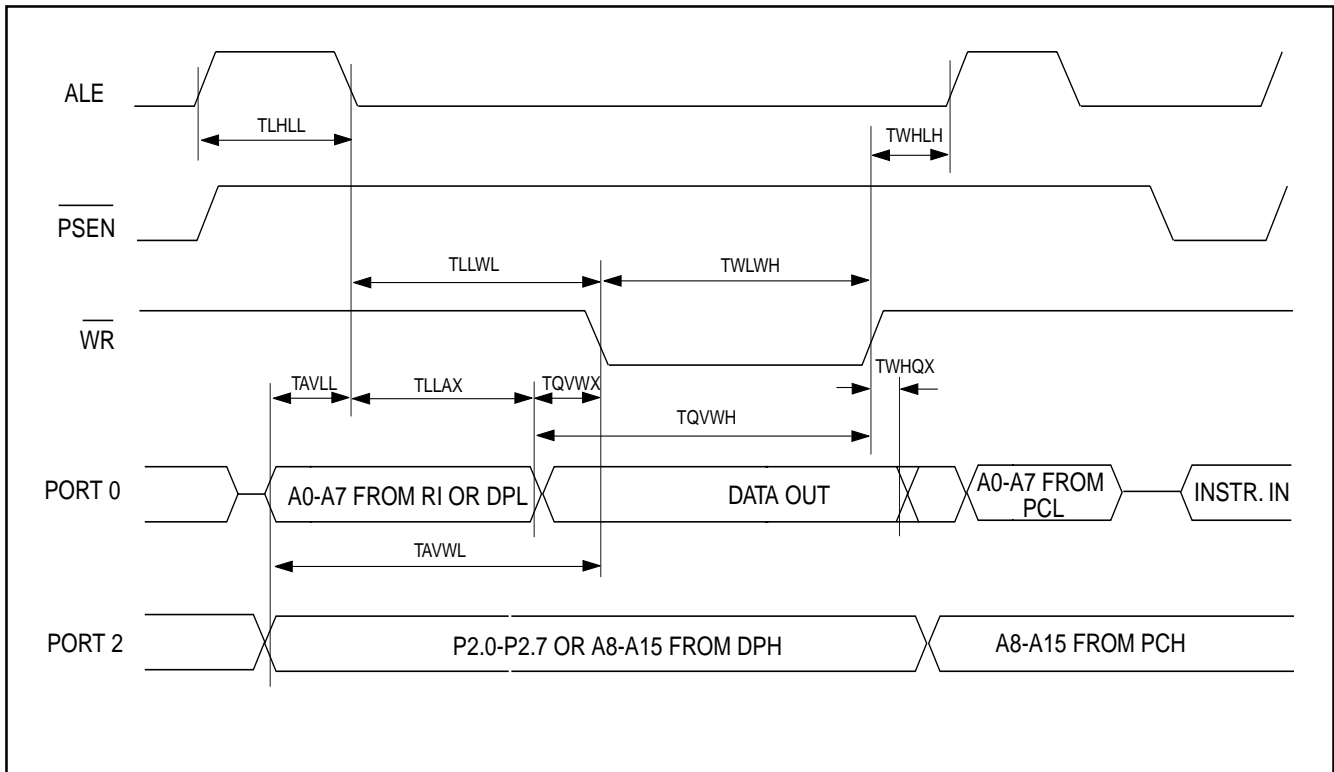 ALE
TLHLL
TWHLH
PSEN
TLLWL
TWLWH
WR
TWHQX
TAVLL
TLLAX
TQVWX
TQVWH
PORT 0
A0-A7 FROM RI OR DPL
DATA OUT
A0-A7 FROM
PCL
INSTR. IN
TAVWL
PORT 2
P2.0-P2.7 OR A8-A15 FROM DPH
A8-A15 FROM PCH